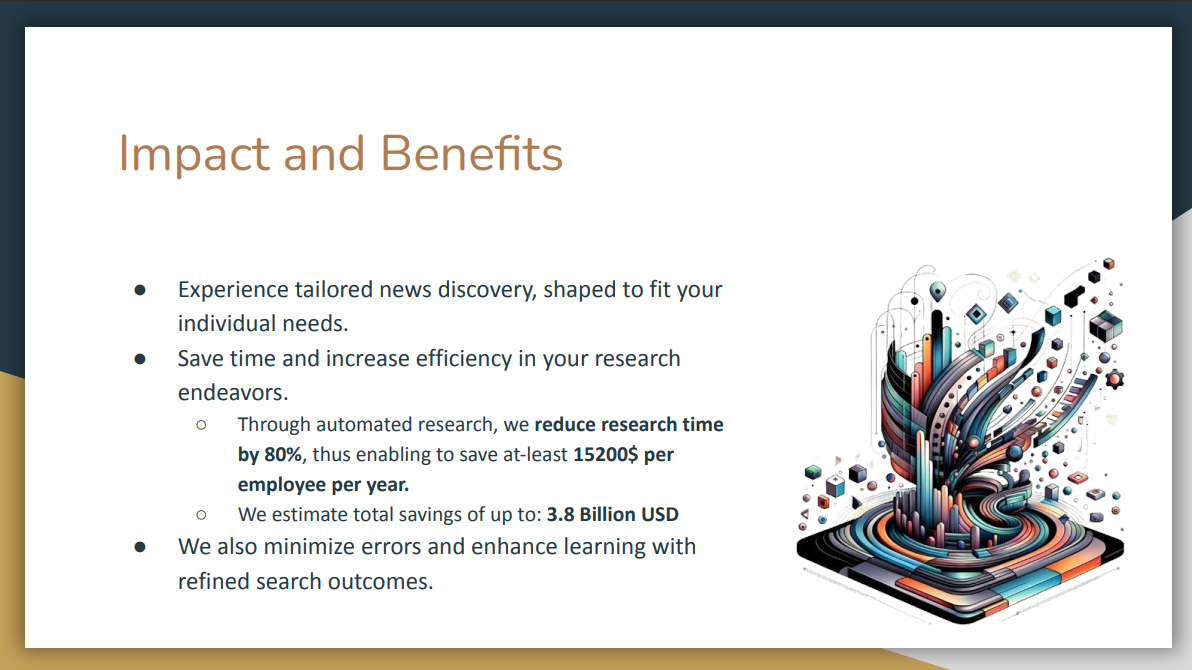 Impact and Benefits
● Experience tailored news discovery, shaped to fit your
individual needs.
● Save time and increase efficiency in your research
endeavors.
○ Through automated research, we reduce research time
by 80%, thus enabling to save at-least 15200$ per
employee per year.
○ We estimate total savings of up to: 3.8 Billion USD
● We also minimize errors and enhance learning with
refined search outcomes.